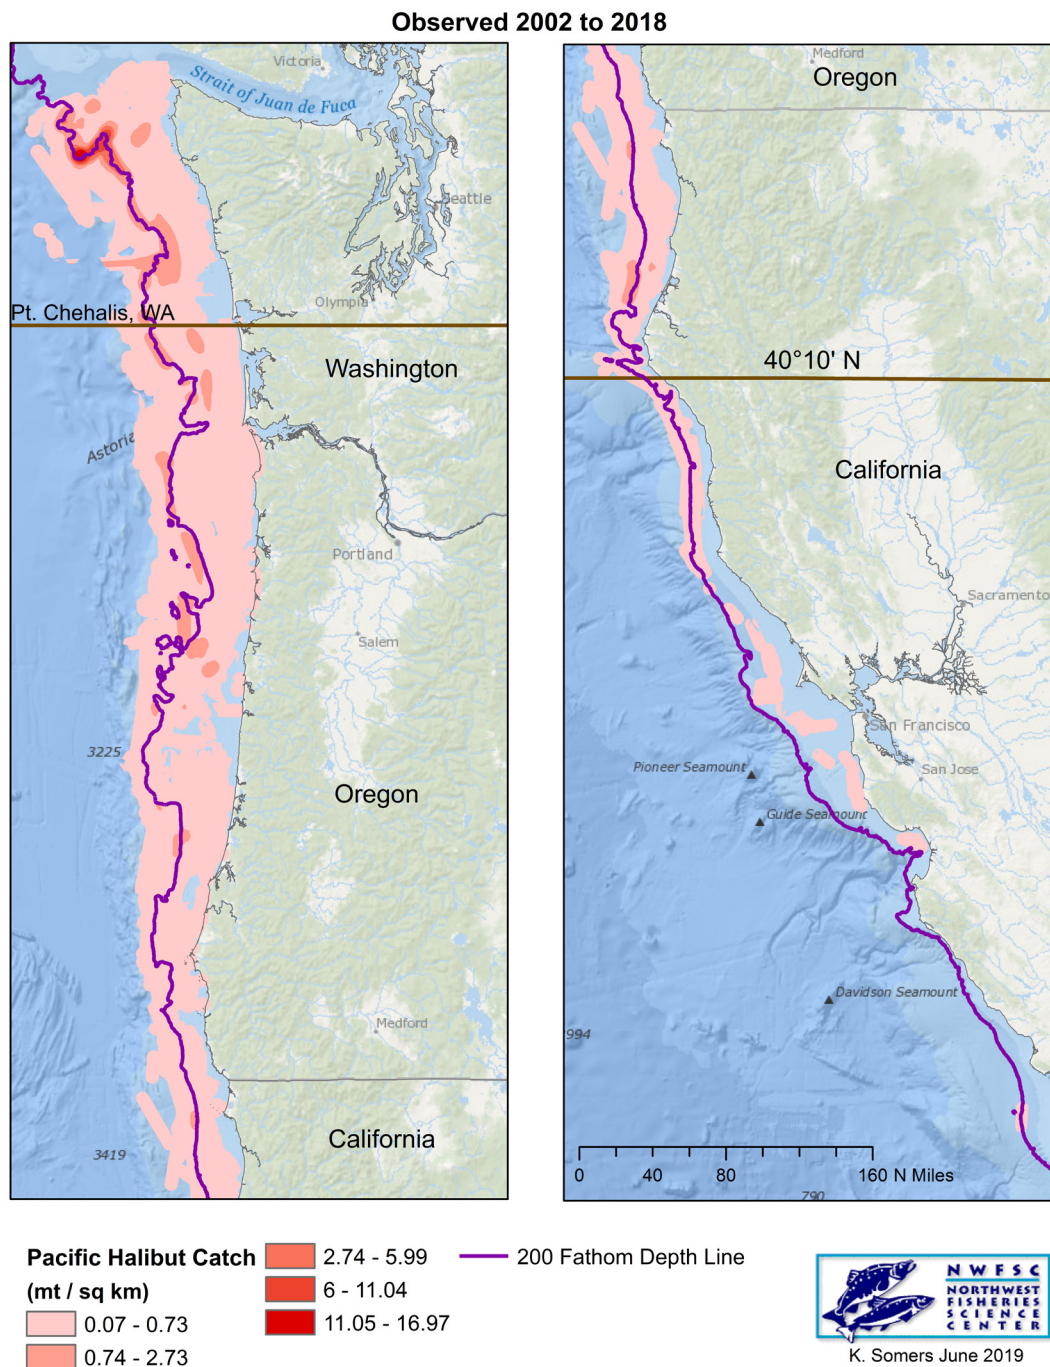 Observed 2002 to 2018
Victoria
Strait of Juan de Fuca
Seattle
Olympia
Pt. Chehalis, WA
Washington
Astoria
Portland
Salem
3225
Oregon
Medford
California
3419
Medford
Oregon
40°10' N
California
Sacramento
San Francisco
San Jose
Pioneer Seamount
Guide Seamount
Davidson Seamount
994
0 40 80 160 N Miles
790
Pacific Halibut Catch
(mt / sq km)
0.07 - 0.73
0.74 - 2.73
2.74 - 5.99
6 - 11.04
11.05 - 16.97
200 Fathom Depth Line
NWFSC
NORTHWEST
FISHERIES
SCIENCE
CENTER
K. Somers June 2019